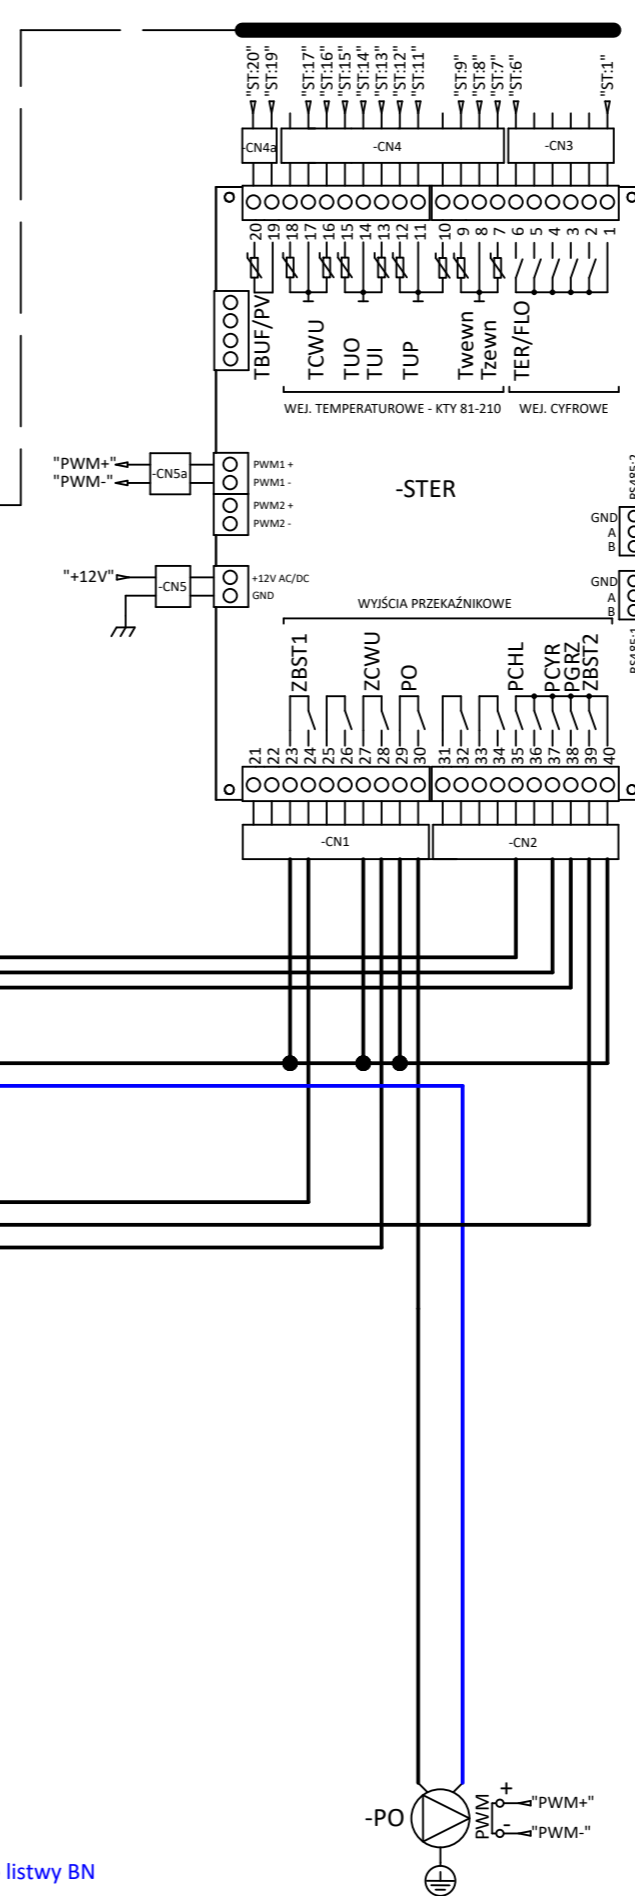 "ST:20" "ST:19" "ST:17" "ST:16" "ST:15" "ST:14" "ST:13" "ST:12" "ST:11" "ST:9" "ST:8" "ST:7" "ST:6" "ST:1"
-CN4a -CN4 -CN3
20 19 18 17 16 15 14 13 12 11 10 9 8 7 6 5 4 3 2 1
TBUF/PV TCWU TUO TUI TUP Twewn Tzewn TER/FLO
WEJ. TEMPERATUROWE - KTY 81-210 WEJ. CYFROWE
"PWM+" -CN5a PWM1 +
"PWM-" PWM1 -
PWM2 +
PWM2 -
-STER
RS485:2
GND
A
B
"+12V" -CN5 +12V AC/DC
GND
GND
A
B
RS485:1
WYJŚCIA PRZEKAŹNIKOWE
ZBST1 ZCWU PO PCHL PCYR PGRZ ZBST2
21 22 23 24 25 26 27 28 29 30 31 32 33 34 35 36 37 38 39 40
-CN1 -CN2
-PO PWM + "PWM+"
- "PWM-"
listwy BN